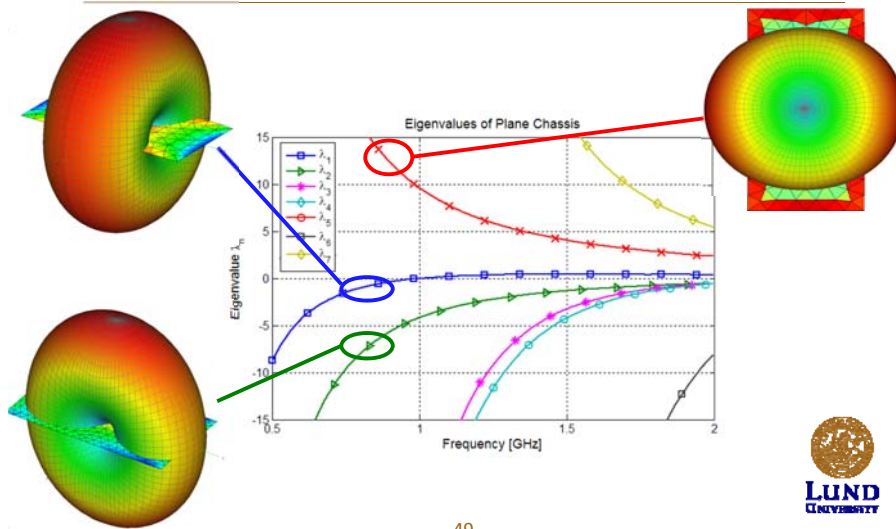 Eigenvalues of Plane Chassis
Eigenvalue λn
15
10
5
0
-5
-10
-15
λ1
λ2
λ3
λ4
λ5
λ6
λ7
0.5
1
1.5
2
Frequency [GHz]
LUND
UNIVERSITY
49